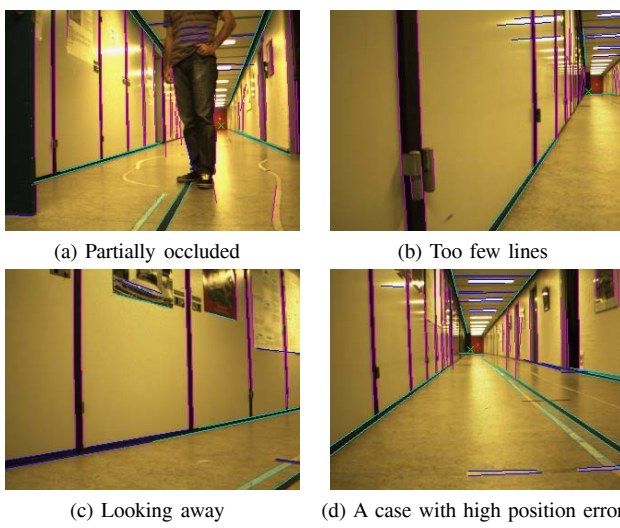 (a) Partially occluded
(b) Too few lines
(c) Looking away
(d) A case with high position error